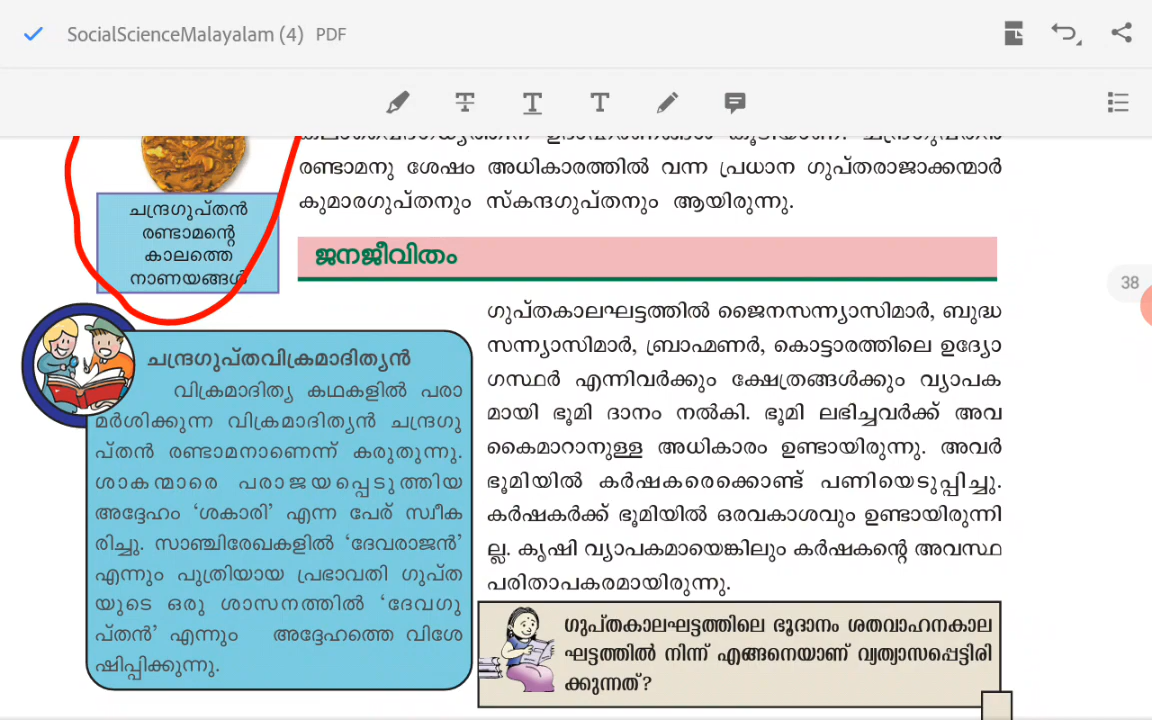 SocialScienceMalayalam (4) PDF
രണ്ടാമനു ശേഷം അധികാരത്തിൽ വന്ന പ്രധാന ഗുപ്തരാജാക്കന്മാർ
കുമാരഗുപ്തനും സ്കന്ദഗുപ്തനും ആയിരുന്നു.
ചന്ദ്രഗുപ്തൻ
രണ്ടാമന്റെ
കാലത്തെ
നാണയങ്ങൾ
ജനജീവിതം
38
ഗുപ്തകാലഘട്ടത്തിൽ ജൈനസന്ന്യാസിമാർ, ബുദ്ധ
സന്ന്യാസിമാർ, ബ്രാഹ്മണർ, കൊട്ടാരത്തിലെ ഉദ്യോ
ഗസ്ഥർ എന്നിവർക്കും ക്ഷേത്രങ്ങൾക്കും വ്യാപക
മായി ഭൂമി ദാനം നൽകി. ഭൂമി ലഭിച്ചവർക്ക് അവ
കൈമാറാനുള്ള അധികാരം ഉണ്ടായിരുന്നു. അവർ
ഭൂമിയിൽ കർഷകരെക്കൊണ്ട് പണിയെടുപ്പിച്ചു.
കർഷകർക്ക് ഭൂമിയിൽ ഒരവകാശവും ഉണ്ടായിരുന്നി
ല്ല. കൃഷി വ്യാപകമായെങ്കിലും കർഷകന്റെ അവസ്ഥ
പരിതാപകരമായിരുന്നു.
ചന്ദ്രഗുപ്തവിക്രമാദിത്യൻ
വിക്രമാദിത്യ കഥകളിൽ പരാ
മർശിക്കുന്ന വിക്രമാദിത്യൻ ചന്ദ്രഗു
പ്തൻ രണ്ടാമനാണെന്ന് കരുതുന്നു.
ശാകന്മാരെ പരാജയപ്പെടുത്തിയ
അദ്ദേഹം ‘ശകാരി’ എന്ന പേര് സ്വീക
രിച്ചു. സാഞ്ചിരേഖകളിൽ ‘ദേവരാജൻ’
എന്നും പുത്രിയായ പ്രഭാവതി ഗുപ്ത
യുടെ ഒരു ശാസനത്തിൽ ‘ദേവഗു
പ്തൻ’ എന്നും അദ്ദേഹത്തെ വിശേ
ഷിപ്പിക്കുന്നു.
ഗുപ്തകാലഘട്ടത്തിലെ ഭൂദാനം ശതവാഹനകാല
ഘട്ടത്തിൽ നിന്ന് എങ്ങനെയാണ് വ്യത്യാസപ്പെട്ടിരി
ക്കുന്നത്?